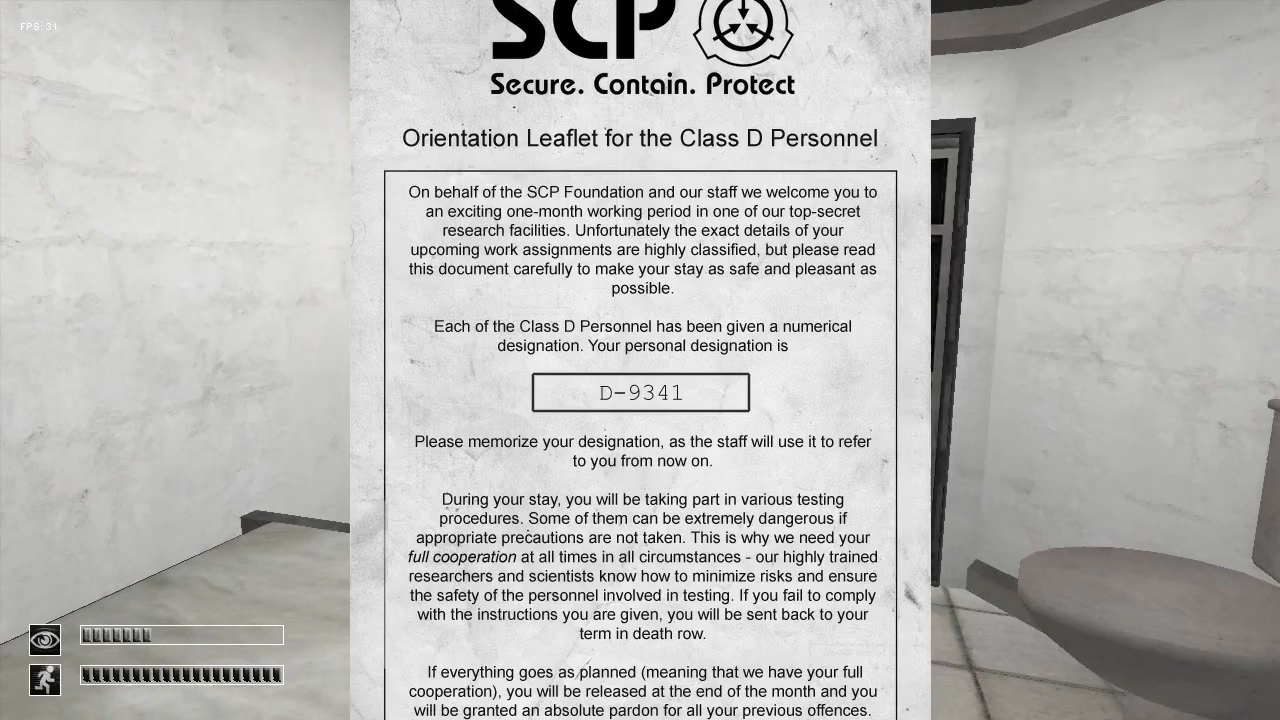 FPS: 31
SCP
Secure. Contain. Protect
Orientation Leaflet for the Class D Personnel
On behalf of the SCP Foundation and our staff we welcome you to
an exciting one-month working period in one of our top-secret
research facilities. Unfortunately the exact details of your
upcoming work assignments are highly classified, but please read
this document carefully to make your stay as safe and pleasant as
possible.
Each of the Class D Personnel has been given a numerical
designation. Your personal designation is
D-9341
Please memorize your designation, as the staff will use it to refer
to you from now on.
During your stay, you will be taking part in various testing
procedures. Some of them can be extremely dangerous if
appropriate precautions are not taken. This is why we need your
full cooperation at all times in all circumstances - our highly trained
researchers and scientists know how to minimize risks and ensure
the safety of the personnel involved in testing. If you fail to comply
with the instructions you are given, you will be sent back to your
term in death row.
If everything goes as planned (meaning that we have your full
cooperation), you will be released at the end of the month and you
will be granted an absolute pardon for all your previous offences.